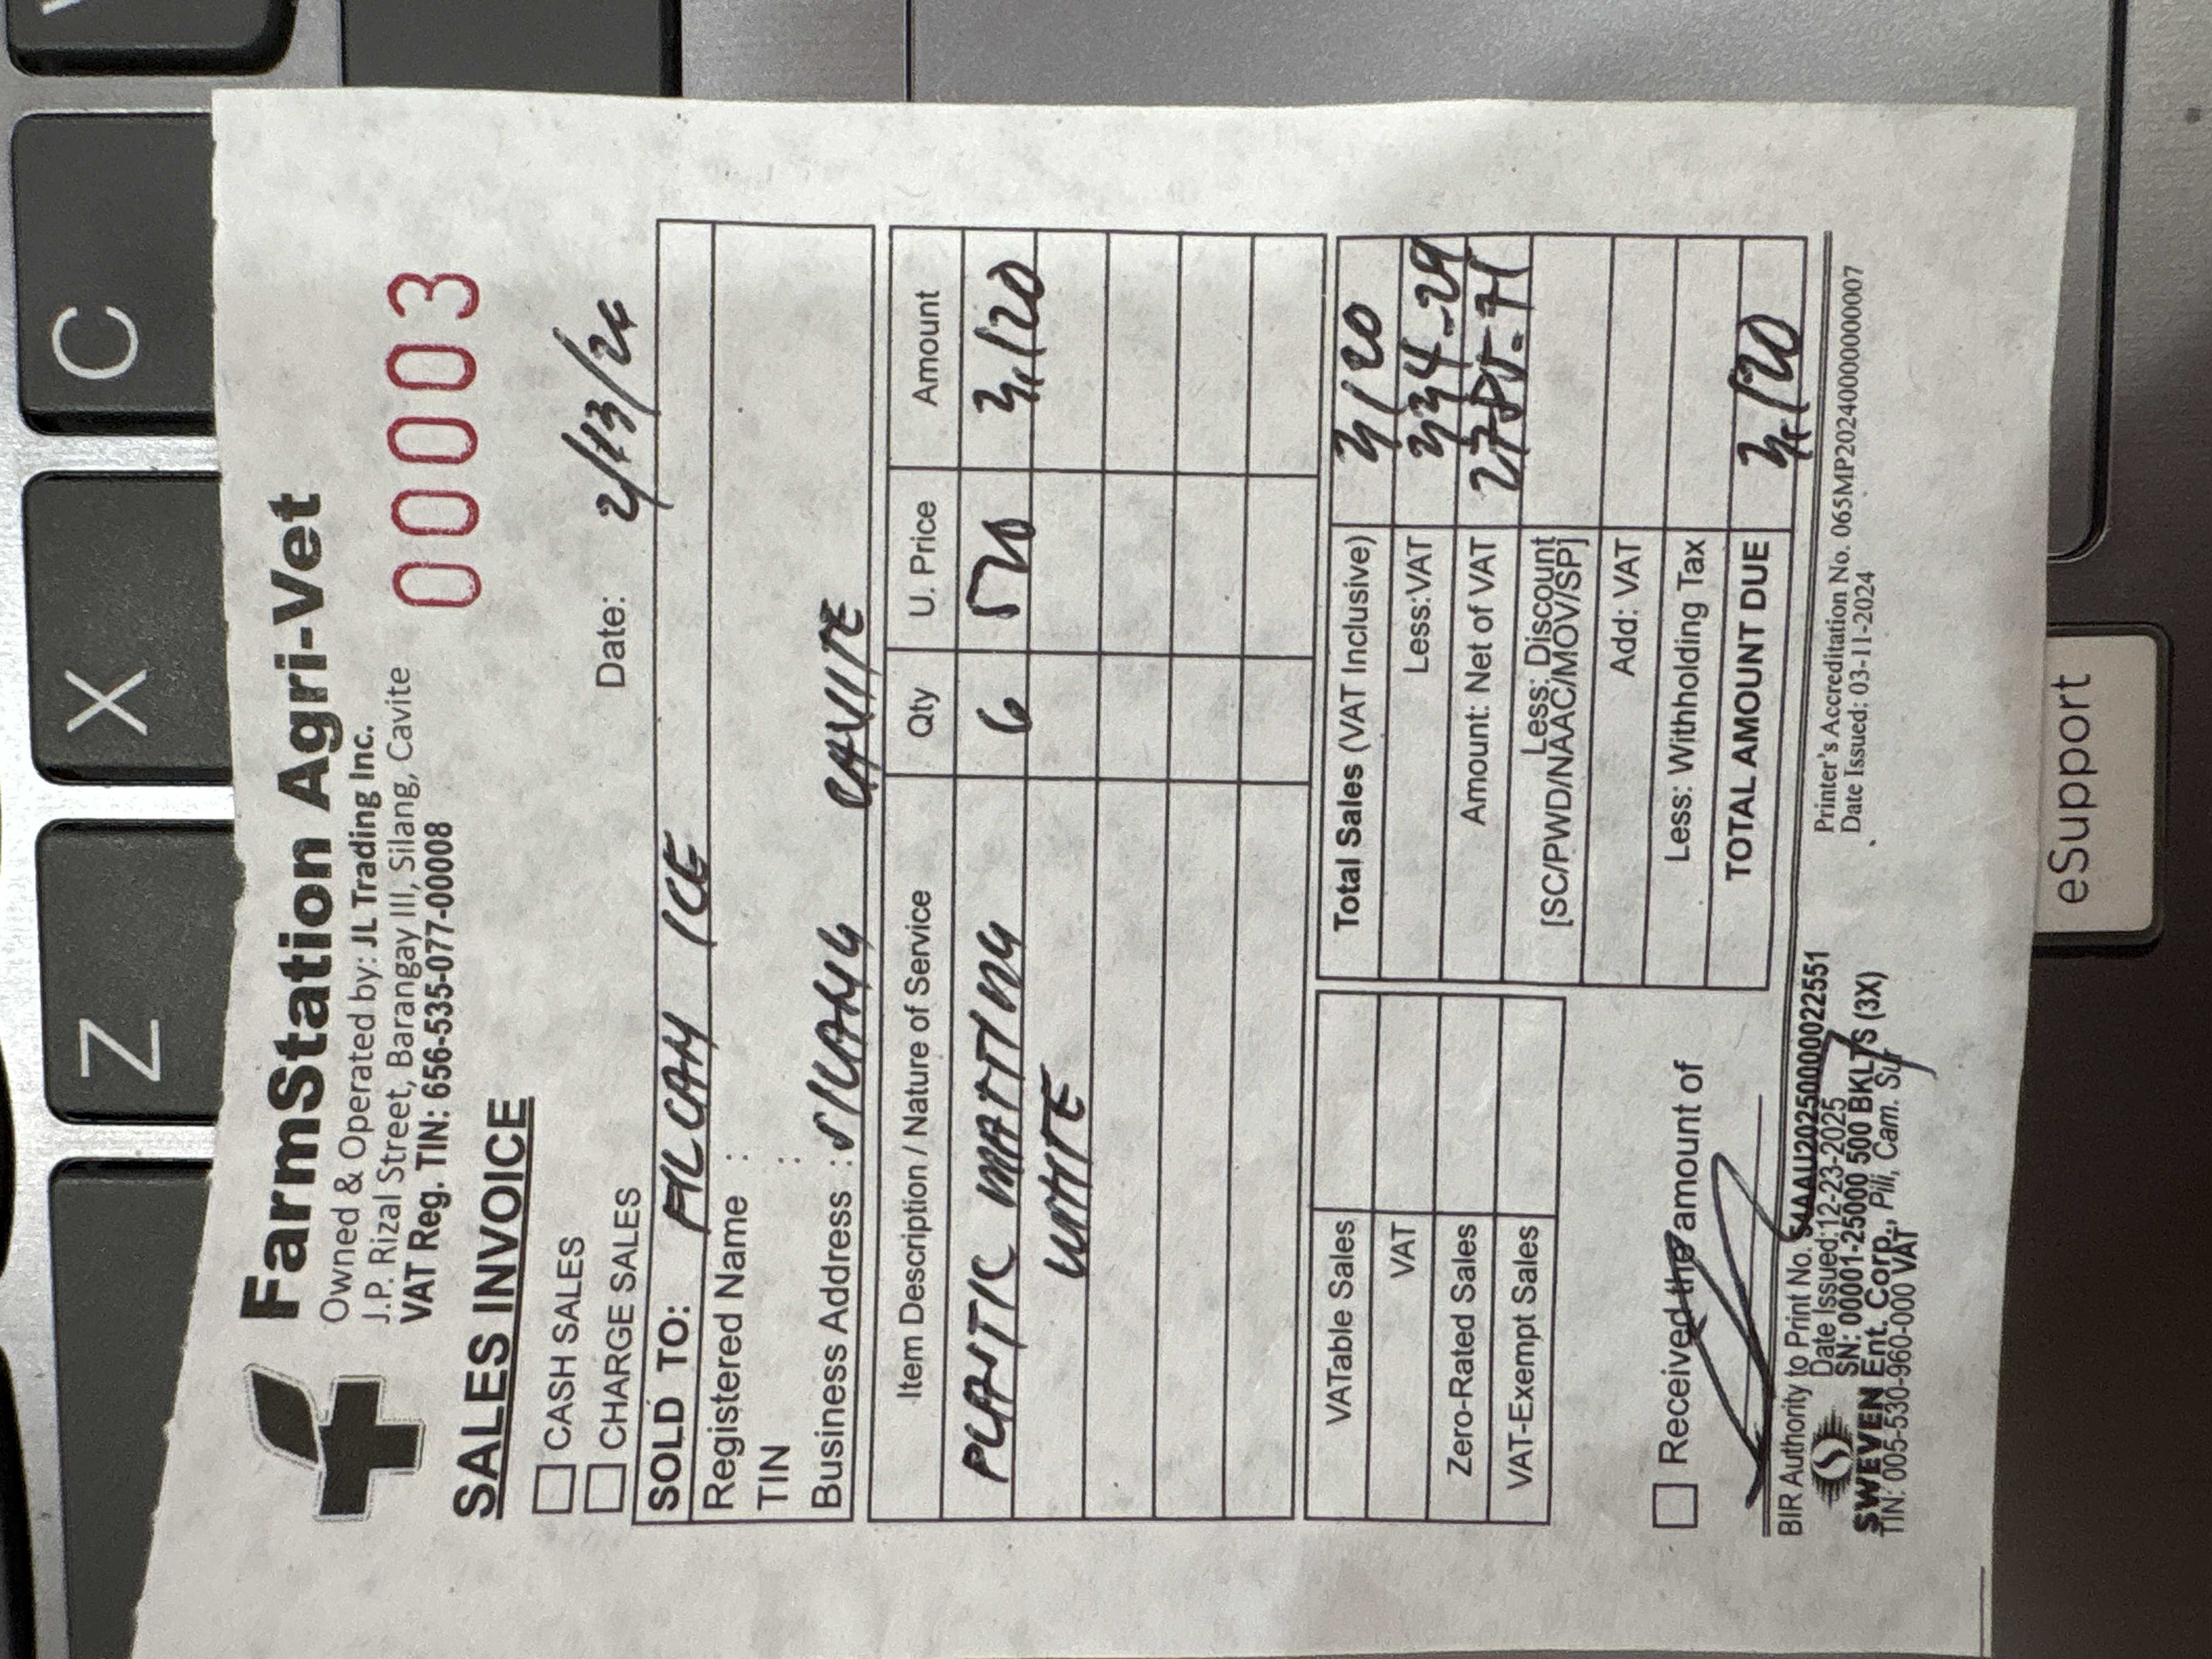 FarmStation Agri-Vet
Owned & Operated by: JL Trading Inc.
J.P. Rizal Street, Barangay III, Silang, Cavite
VAT Reg. TIN: 656-535-077-00008
SALES INVOICE
00003
CASH SALES
CHARGE SALES
Date: 2/13/26
SOLD TO: FILCAN ICE
Registered Name :
TIN :
Business Address : SILANG CAVITE
Item Description / Nature of Service Qty U. Price Amount
PLASTIC MATTING 6 520 3,120
WHITE
Total Sales (VAT Inclusive) 3,120
Less:VAT 334-29
Amount: Net of VAT 2785-71
Less: Discount
[SC/PWD/NAAC/MOV/SP]
Add: VAT
Less: Withholding Tax
TOTAL AMOUNT DUE 3,120
VATable Sales
VAT
Zero-Rated Sales
VAT-Exempt Sales
Received the amount of
BIR Authority to Print No. 54AAU20250000022551
Date Issued:12-23-2025
SN: 00001-25000 500 BKLTS (3X)
SWEVEN Ent. Corp., Pili, Cam. Sur
TIN: 005-530-960-000 VAT
Printer's Accreditation No. 065MP20240000000007
Date Issued: 03-11-2024
C
X
Z
eSupport